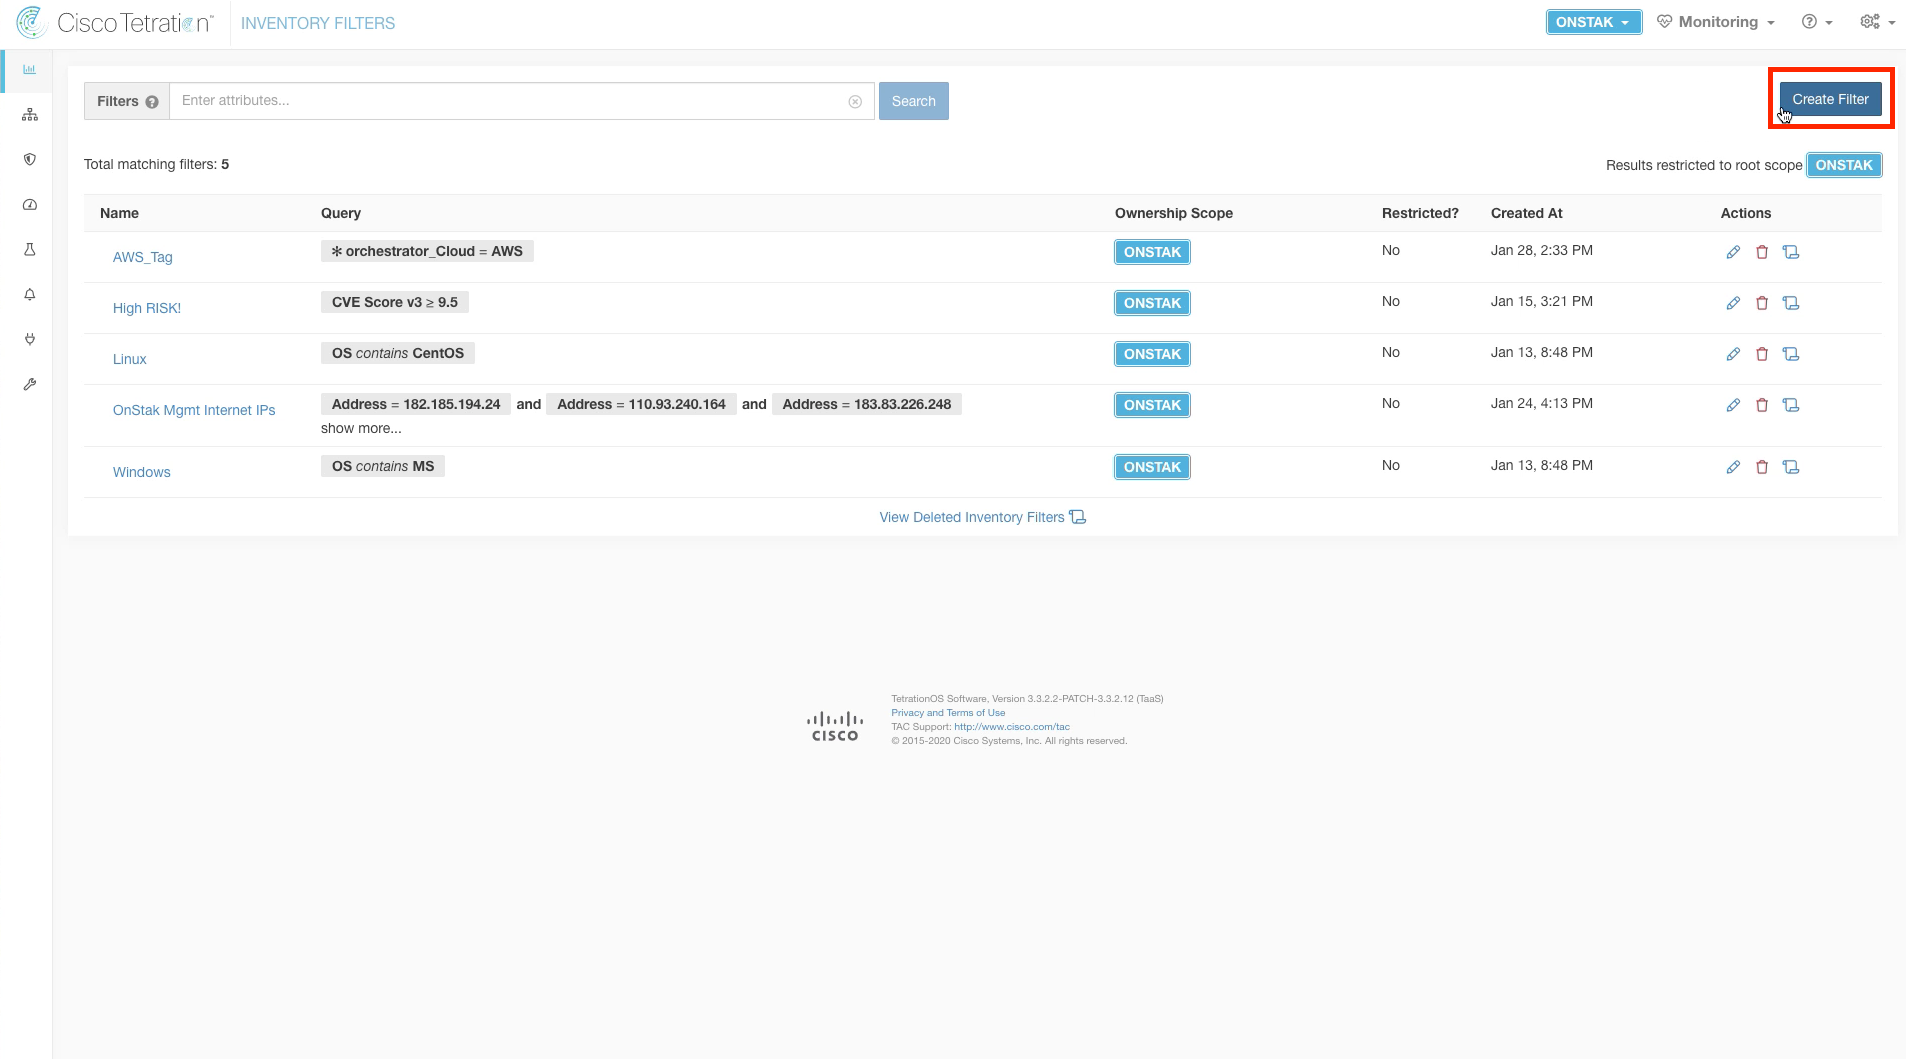 Cisco Tetration™ INVENTORY FILTERS ONSTAK Monitoring
Filters Enter attributes... Search Create Filter
Total matching filters: 5 Results restricted to root scope ONSTAK
Name Query Ownership Scope Restricted? Created At Actions
AWS_Tag ✻ orchestrator_Cloud = AWS ONSTAK No Jan 28, 2:33 PM
High RISK! CVE Score v3 ≥ 9.5 ONSTAK No Jan 15, 3:21 PM
Linux OS contains CentOS ONSTAK No Jan 13, 8:48 PM
OnStak Mgmt Internet IPs Address = 182.185.194.24 and Address = 110.93.240.164 and Address = 183.83.226.248 ONSTAK No Jan 24, 4:13 PM
show more...
Windows OS contains MS ONSTAK No Jan 13, 8:48 PM
View Deleted Inventory Filters
TetrationOS Software, Version 3.3.2.2-PATCH-3.3.2.12 (TaaS)
Privacy and Terms of Use
TAC Support: http://www.cisco.com/tac
© 2015-2020 Cisco Systems, Inc. All rights reserved.
CISCO